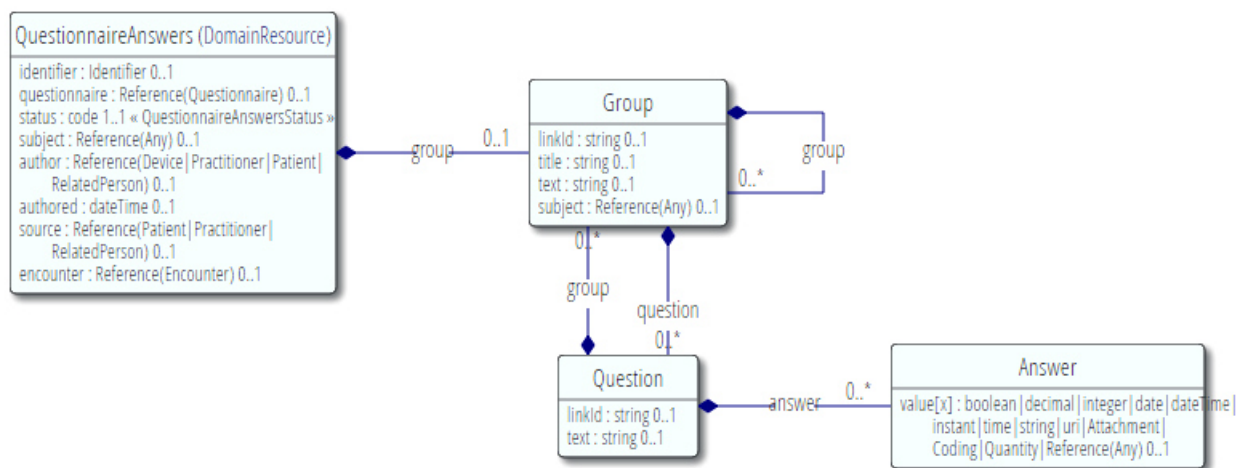 QuestionnaireAnswers (DomainResource)
identifier : Identifier 0..1
questionnaire : Reference(Questionnaire) 0..1
status : code 1..1 « QuestionnaireAnswersStatus »
subject : Reference(Any) 0..1
author : Reference(Device|Practitioner|Patient|
RelatedPerson) 0..1
authored : dateTime 0..1
source : Reference(Patient|Practitioner|
RelatedPerson) 0..1
encounter : Reference(Encounter) 0..1
group
0..1
Group
linkId : string 0..1
title : string 0..1
text : string 0..1
subject : Reference(Any) 0..1
group
0..*
0..*
group
question
0..*
Question
linkId : string 0..1
text : string 0..1
answer
0..*
Answer
value[x] : boolean|decimal|integer|date|dateTime|
instant|time|string|uri|Attachment|
Coding|Quantity|Reference(Any) 0..1